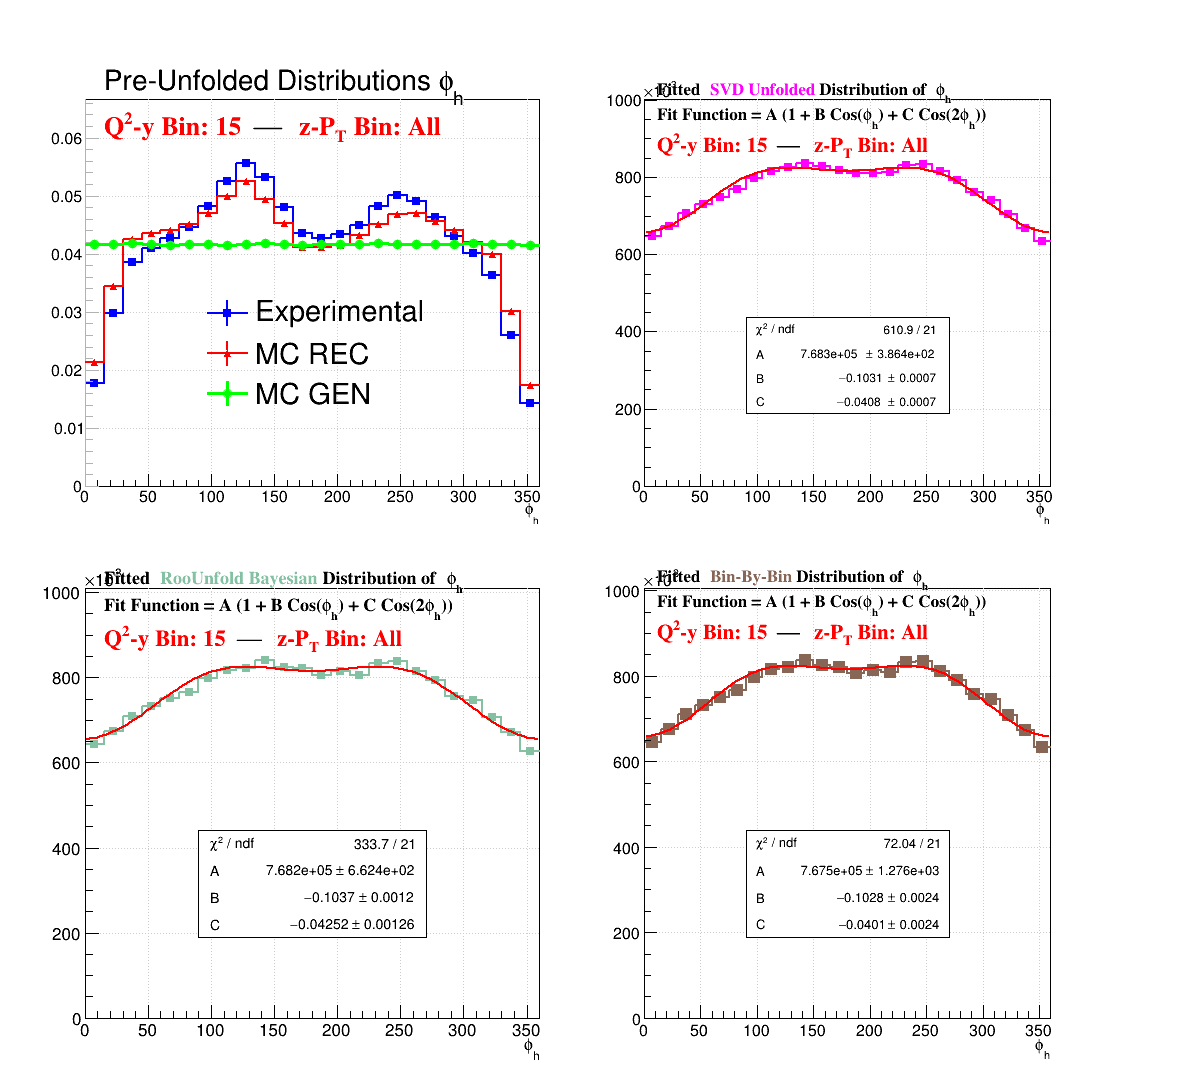 Pre-Unfolded Distributions ϕh
Q²-y Bin: 15 — z-PT Bin: All
0.06
0.05
0.04
0.03
0.02
0.01
0
Experimental
MC REC
MC GEN
0 50 100 150 200 250 300 350
ϕh
Fitted SVD Unfolded Distribution of ϕh
Fit Function = A (1 + B Cos(ϕh) + C Cos(2ϕh))
Q²-y Bin: 15 — z-PT Bin: All
1000
800
600
400
200
0
χ² / ndf 610.9 / 21
A 7.683e+05 ± 3.864e+02
B −0.1031 ± 0.0007
C −0.0408 ± 0.0007
0 50 100 150 200 250 300 350
ϕh
Fitted RooUnfold Bayesian Distribution of ϕh
Fit Function = A (1 + B Cos(ϕh) + C Cos(2ϕh))
Q²-y Bin: 15 — z-PT Bin: All
1000
800
600
400
200
0
χ² / ndf 333.7 / 21
A 7.682e+05 ± 6.624e+02
B −0.1037 ± 0.0012
C −0.04252 ± 0.00126
0 50 100 150 200 250 300 350
ϕh
Fitted Bin-By-Bin Distribution of ϕh
Fit Function = A (1 + B Cos(ϕh) + C Cos(2ϕh))
Q²-y Bin: 15 — z-PT Bin: All
1000
800
600
400
200
0
χ² / ndf 72.04 / 21
A 7.675e+05 ± 1.276e+03
B −0.1028 ± 0.0024
C −0.0401 ± 0.0024
0 50 100 150 200 250 300 350
ϕh